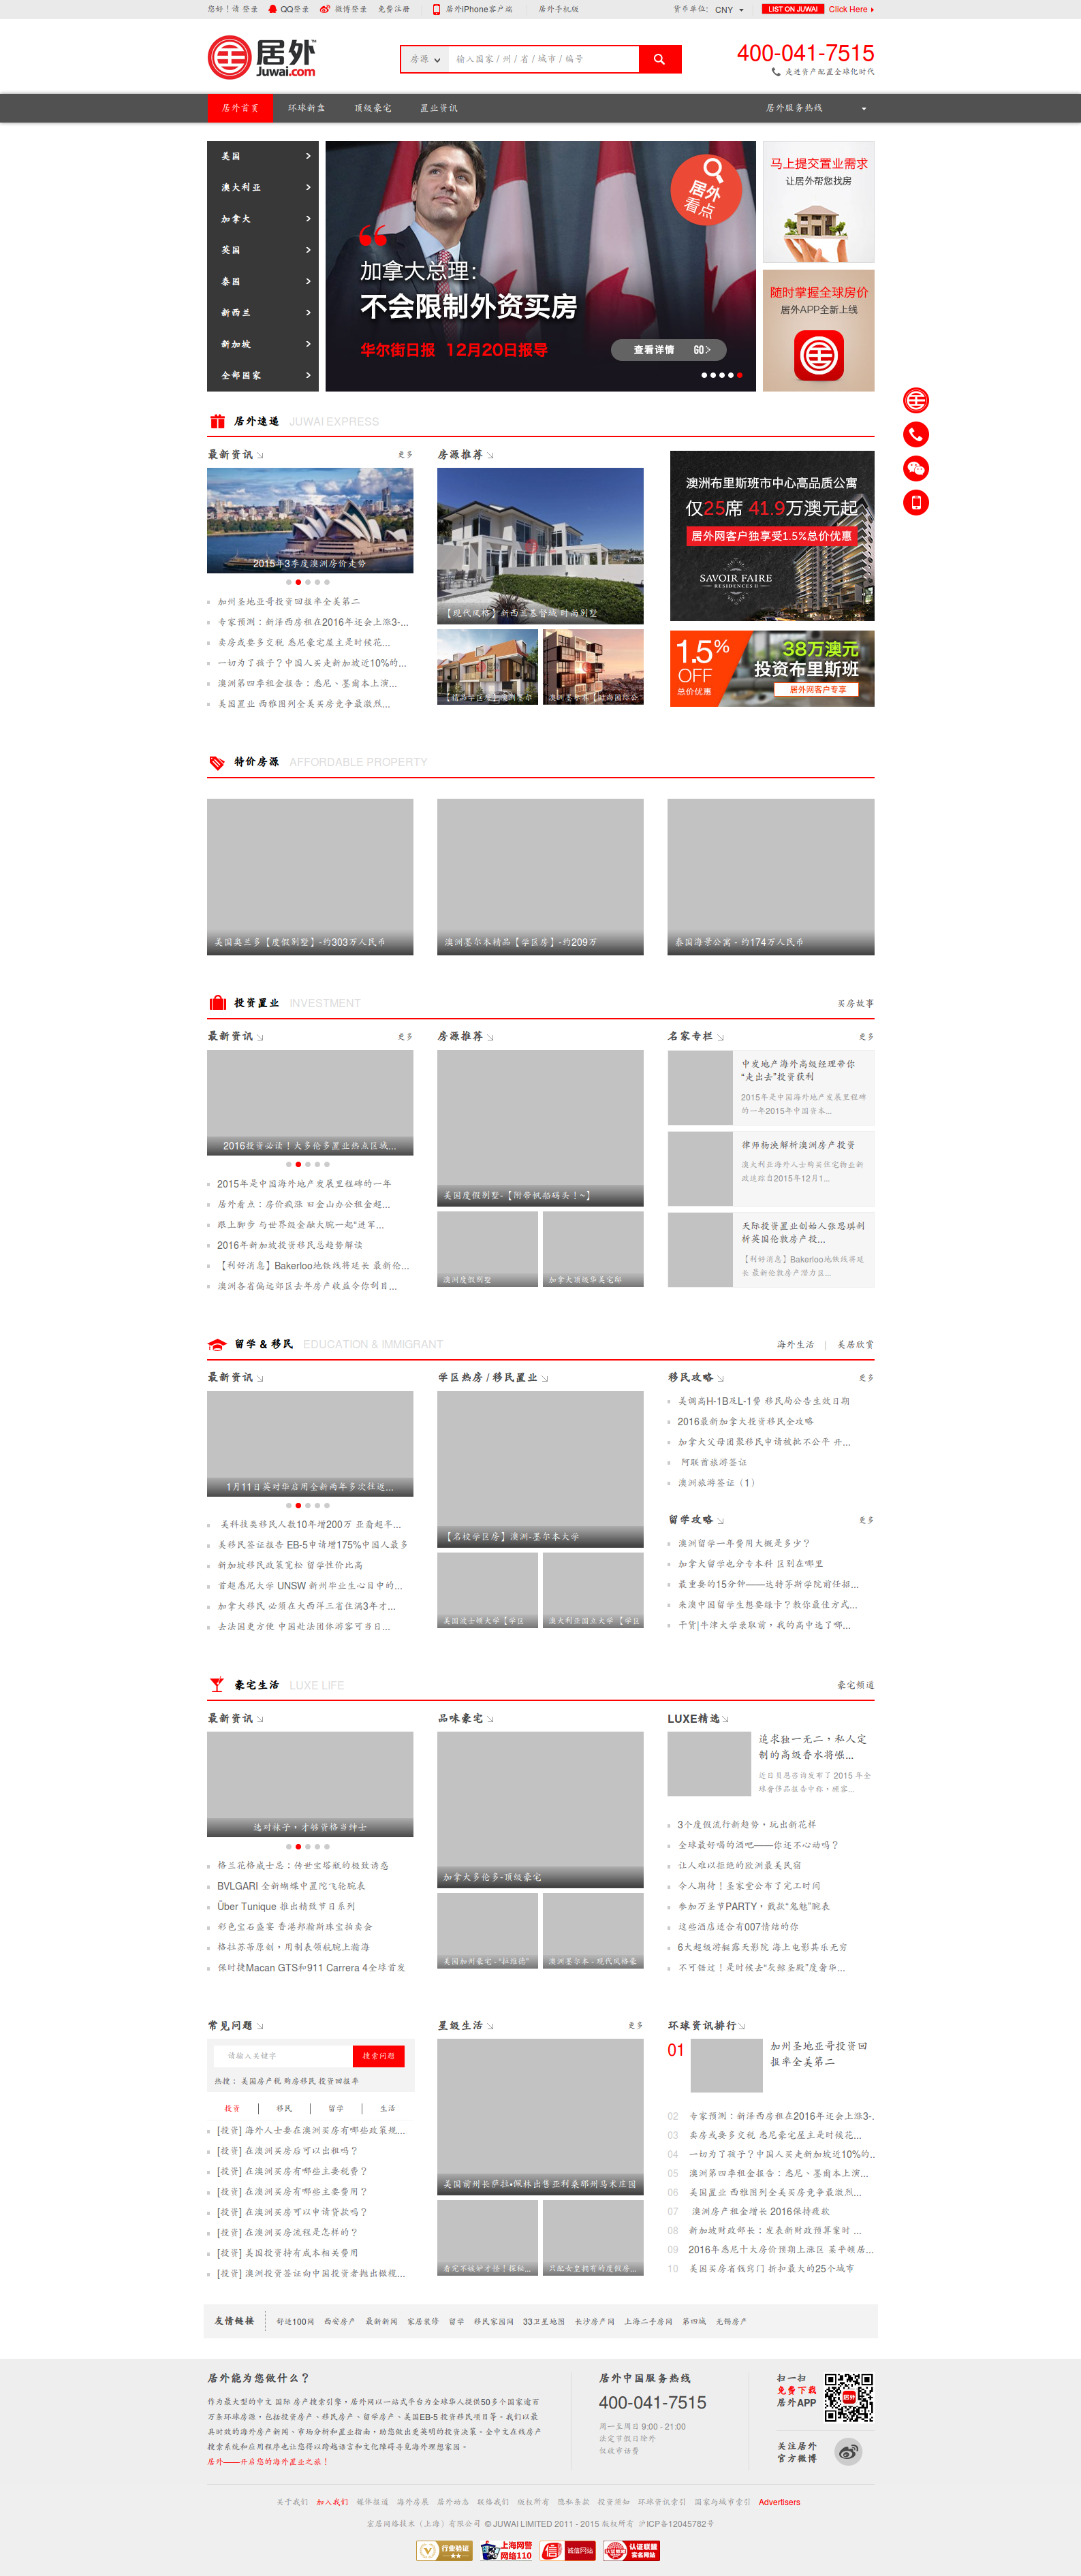 您好！请 登录 QQ登录 微博登录 免费注册 居外iPhone客户端 居外手机版 货币单位: CNY LIST ON JUWAI Click Here
居外
Juwai.com
房源 输入国家 / 州 / 省 / 城市 / 编号
400-041-7515
走进资产配置全球化时代
居外首页 环球新盘 顶级豪宅 置业资讯 居外服务热线
美国
澳大利亚
加拿大
英国
泰国
新西兰
新加坡
全部国家
居外
看点
加拿大总理:
不会限制外资买房
华尔街日报 12月20日报导
查看详情 GO
马上提交置业需求
让居外帮您找房
随时掌握全球房价
居外APP全新上线
居外速递 JUWAI EXPRESS
最新资讯 更多
2015年3季度澳洲房价走势
加州圣地亚哥投资回报率全美第二
专家预测：新泽西房租在2016年还会上涨3-...
卖房或要多交税 悉尼豪宅屋主是时候花...
一切为了孩子？中国人买走新加坡近10%的...
澳洲第四季租金报告：悉尼、墨尔本上演...
美国置业 西雅图列全美买房竞争最激烈...
房源推荐
【现代风格】新西兰基督城 时尚别墅
【精品学区房】澳洲墨尔
澳洲墨尔本【时尚国际公
澳洲布里斯班市中心高品质公寓
仅25席 41.9万澳元起
居外网客户独享受1.5%总价优惠
SAVOIR FAIRE
RESIDENCES II
1.5%
OFF
总价优惠
38万澳元
投资布里斯班
居外网客户专享
特价房源 AFFORDABLE PROPERTY
美国奥兰多【度假别墅】-约303万人民币
澳洲墨尔本精品【学区房】-约209万
泰国海景公寓 - 约174万人民币
投资置业 INVESTMENT 买房故事
最新资讯 更多
2016投资必读！大多伦多置业热点区域...
2015年是中国海外地产发展里程碑的一年
居外看点：房价疯涨 旧金山办公租金超...
跟上脚步 与世界级金融大腕一起“进军...
2016年新加坡投资移民总趋势解读
【利好消息】Bakerloo地铁线将延长 最新伦...
澳洲各省偏远郊区去年房产收益令你刮目...
房源推荐
美国度假别墅-【附带帆船码头！~】
澳洲度假别墅
加拿大顶级华美宅邸
名家专栏 更多
中发地产海外高级经理带你
“走出去”投资获利
2015年是中国海外地产发展里程碑
的一年2015年中国资本...
律师杨泱解析澳洲房产投资
澳大利亚海外人士购买住宅物业新
政追踪自2015年12月1...
天际投资置业创始人张思琪剖
析英国伦敦房产投...
【利好消息】Bakerloo地铁线将延
长 最新伦敦房产潜力区...
留学 & 移民 EDUCATION & IMMIGRANT 海外生活 | 美居欣赏
最新资讯
1月11日英对华启用全新两年多次往返...
美科技类移民人数10年增200万 亚裔超半...
美移民签证报告 EB-5申请增175%中国人最多
新加坡移民政策宽松 留学性价比高
首超悉尼大学 UNSW 新州毕业生心目中的...
加拿大移民 必须在大西洋三省住满3年才...
去法国更方便 中国赴法团体游客可当日...
学区热房 / 移民置业
【名校学区房】澳洲-墨尔本大学
美国波士顿大学【学区
澳大利亚国立大学 【学区
移民攻略 更多
美调高H-1B及L-1费 移民局公告生效日期
2016最新加拿大投资移民全攻略
加拿大父母团聚移民申请被批不公平 开...
阿联酋旅游签证
澳洲旅游签证（1）
留学攻略 更多
澳洲留学一年费用大概是多少？
加拿大留学也分专本科 区别在哪里
最重要的15分钟——达特茅斯学院前任招...
来澳中国留学生想要绿卡？教你最佳方式...
干货|牛津大学录取前，我的高中选了哪...
豪宅生活 LUXE LIFE 豪宅频道
最新资讯
选对袜子，才够资格当绅士
格兰花格威士忌：传世宝塔瓶的极致诱惑
BVLGARI 全新蝴蝶中置陀飞轮腕表
Über Tunique 推出精致节日系列
彩色宝石盛宴 香港邦瀚斯珠宝拍卖会
格拉苏蒂原创，用制表领航腕上瀚海
保时捷Macan GTS和911 Carrera 4全球首发
品味豪宅
加拿大多伦多-顶级豪宅
美国加州豪宅 - “拉维德”
澳洲墨尔本 - 现代风格豪
LUXE精选
追求独一无二，私人定
制的高级香水将崛...
近日贝恩咨询发布了 2015 年全
球奢侈品报告中称，顾客...
3个度假流行新趋势，玩出新花样
全球最好喝的酒吧——你还不心动吗？
让人难以拒绝的欧洲最美民宿
令人期待！圣家堂公布了完工时间
参加万圣节PARTY，戴款“鬼魅”腕表
这些酒店适合有007情结的你
6大超级游艇露天影院 海上电影其乐无穷
不可错过！是时候去“灰鲸圣殿”度奢华...
常见问题
请输入关键字 搜索问题
热搜： 美国房产税 购房移民 投资回报率
投资 移民 留学 生活
[投资] 海外人士要在澳洲买房有哪些政策规...
[投资] 在澳洲买房后可以出租吗？
[投资] 在澳洲买房有哪些主要税费？
[投资] 在澳洲买房有哪些主要费用？
[投资] 在澳洲买房可以申请贷款吗？
[投资] 在澳洲买房流程是怎样的？
[投资] 美国投资持有成本相关费用
[投资] 澳洲投资签证向中国投资者抛出橄榄...
星级生活 更多
美国前州长萨拉•佩林出售亚利桑那州马术庄园
看完不嫉妒才怪！探秘...
只配女皇拥有的度假房...
环球资讯排行
01 加州圣地亚哥投资回
报率全美第二
02 专家预测：新泽西房租在2016年还会上涨3-.
03 卖房或要多交税 悉尼豪宅屋主是时候花...
04 一切为了孩子？中国人买走新加坡近10%的..
05 澳洲第四季租金报告：悉尼、墨尔本上演...
06 美国置业 西雅图列全美买房竞争最激烈...
07 澳洲房产租金增长 2016保持疲软
08 新加坡财政部长：发表新财政预算案时 ...
09 2016年悉尼十大房价预期上涨区 莱平顿居...
10 美国买房省钱窍门 折扣最大的25个城市
友情链接 舒适100网 西安房产 最新新闻 家居装修 留学 移民家园网 33卫星地图 长沙房产网 上海二手房网 第四城 无锡房产
居外能为您做什么？
作为最大型的中文 国际 房产搜索引擎，居外网以一站式平台为全球华人提供50多个国家逾百
万条环球房源，包括投资房产、移民房产、留学房产、美国EB-5 投资移民项目等。我们以最
具时效的海外房产新闻、市场分析和置业指南，助您做出更英明的投资决策。全中文在线房产
搜索系统和应用程序也让您得以跨越语言和文化障碍寻见海外理想家园。
居外——开启您的海外置业之旅！
居外中国服务热线
400-041-7515
周一至周日 9:00 - 21:00
法定节假日除外
仅收市话费
扫一扫
免费下载
居外APP
居外
关注居外
官方微博
关于我们 加入我们 媒体报道 海外房展 居外动态 联络我们 版权所有 隐私条款 投资须知 环球资讯索引 国家与城市索引 Advertisers
宏居网络技术（上海）有限公司 © JUWAI LIMITED 2011 - 2015 版权所有 沪ICP备12045782号
行业验证
上海网警
网络110
诚信网站
认证联盟
实名网站